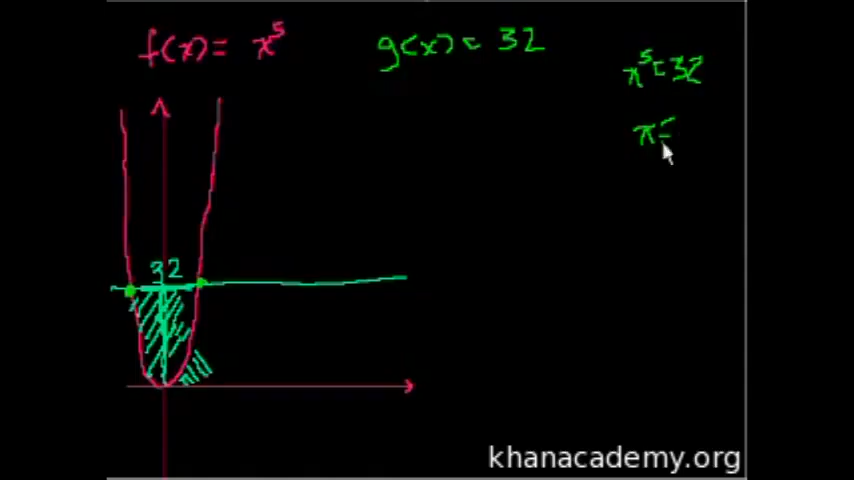 f(x) = x⁵
g(x) = 32
x⁵ = 32
x =
32
khanacademy.org